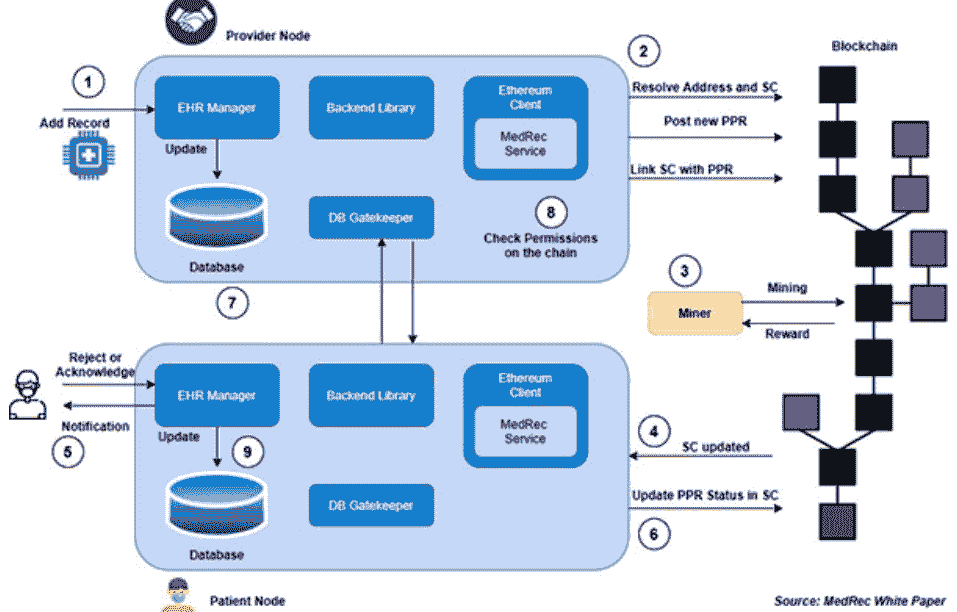 Provider Node
Blockchain
1
2
EHR Manager
Backend Library
Ethereum
Client
MedRec
Service
Resolve Address and SC
Add Record
Update
Post new PPR
Link SC with PPR
DB Gatekeeper
8
Check Permissions
on the chain
Database
7
3
Miner
Mining
Reward
Reject or
Acknowledge
EHR Manager
Backend Library
Ethereum
Client
MedRec
Service
Notification
5
Update
9
4
SC updated
DB Gatekeeper
Update PPR Status in SC
6
Database
Patient Node
Source: MedRec White Paper